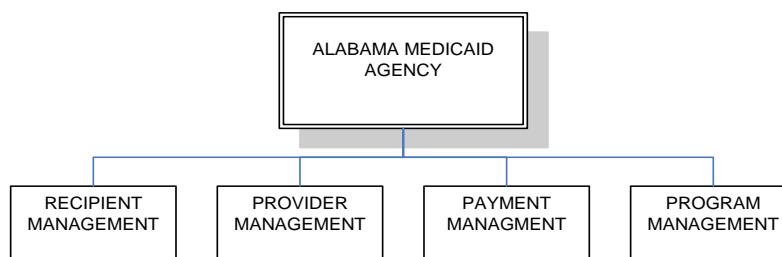 ALABAMA MEDICAID
AGENCY
RECIPIENT
MANAGEMENT
PROVIDER
MANAGEMENT
PAYMENT
MANAGMENT
PROGRAM
MANAGEMENT